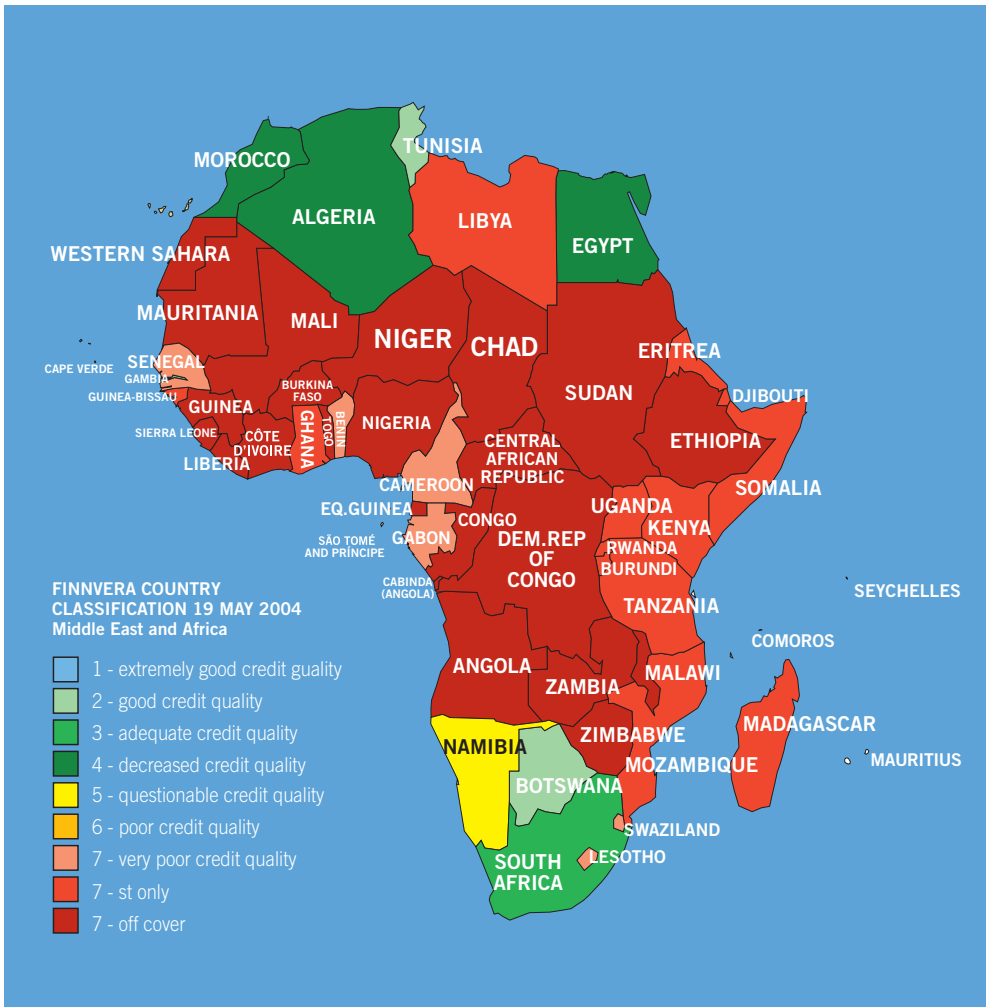 TUNISIA
MOROCCO
ALGERIA
LIBYA
EGYPT
WESTERN SAHARA
MAURITANIA
MALI
NIGER
CHAD
ERITREA
CAPE VERDE
SENEGAL
GAMBIA
GUINEA-BISSAU
BURKINA
FASO
SUDAN
DJIBOUTI
GUINEA
GHANA
TOGO
BENIN
NIGERIA
SIERRA LEONE
CÔTE
D'IVOIRE
ETHIOPIA
LIBERIA
CENTRAL
AFRICAN
REPUBLIC
CAMEROON
SOMALIA
EQ.GUINEA
CONGO
UGANDA
KENYA
SÃO TOMÉ
AND PRÍNCIPE
GABON
DEM.REP
OF
CONGO
RWANDA
BURUNDI
CABINDA
(ANGOLA)
SEYCHELLES
TANZANIA
COMOROS
ANGOLA
ZAMBIA
MALAWI
MADAGASCAR
ZIMBABWE
NAMIBIA
MOZAMBIQUE
MAURITIUS
BOTSWANA
SWAZILAND
SOUTH
AFRICA
LESOTHO
FINNVERA COUNTRY
CLASSIFICATION 19 MAY 2004
Middle East and Africa
1 - extremely good credit guality
2 - good credit quality
3 - adequate credit quality
4 - decreased credit quality
5 - questionable credit quality
6 - poor credit quality
7 - very poor credit quality
7 - st only
7 - off cover